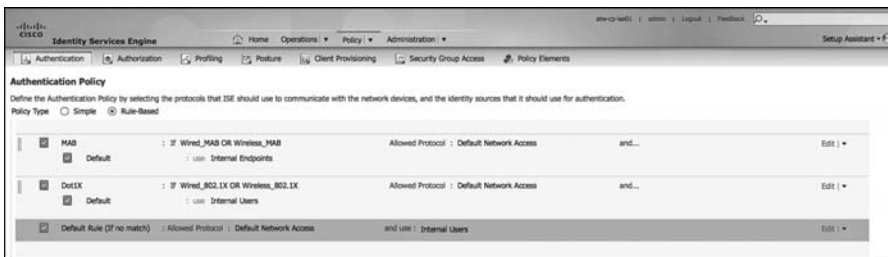 cisco Identity Services Engine
Home Operations Policy Administration
admin Logout Feedback
Setup Assistant
Authentication Authorization Profiling Posture Client Provisioning Security Group Access Policy Elements
Authentication Policy
Define the Authentication Policy by selecting the protocols that ISE should use to communicate with the network devices, and the identity sources that it should use for authentication.
Policy Type Simple Rule-Based
MAB : If Wired_MAB OR Wireless_MAB Allowed Protocol : Default Network Access and... Edit |
Default : use Internal Endpoints
Dot1X : If Wired_802.1X OR Wireless_802.1X Allowed Protocol : Default Network Access and... Edit |
Default : use Internal Users
Default Rule (If no match) : Allowed Protocol : Default Network Access and use : Internal Users Edit |